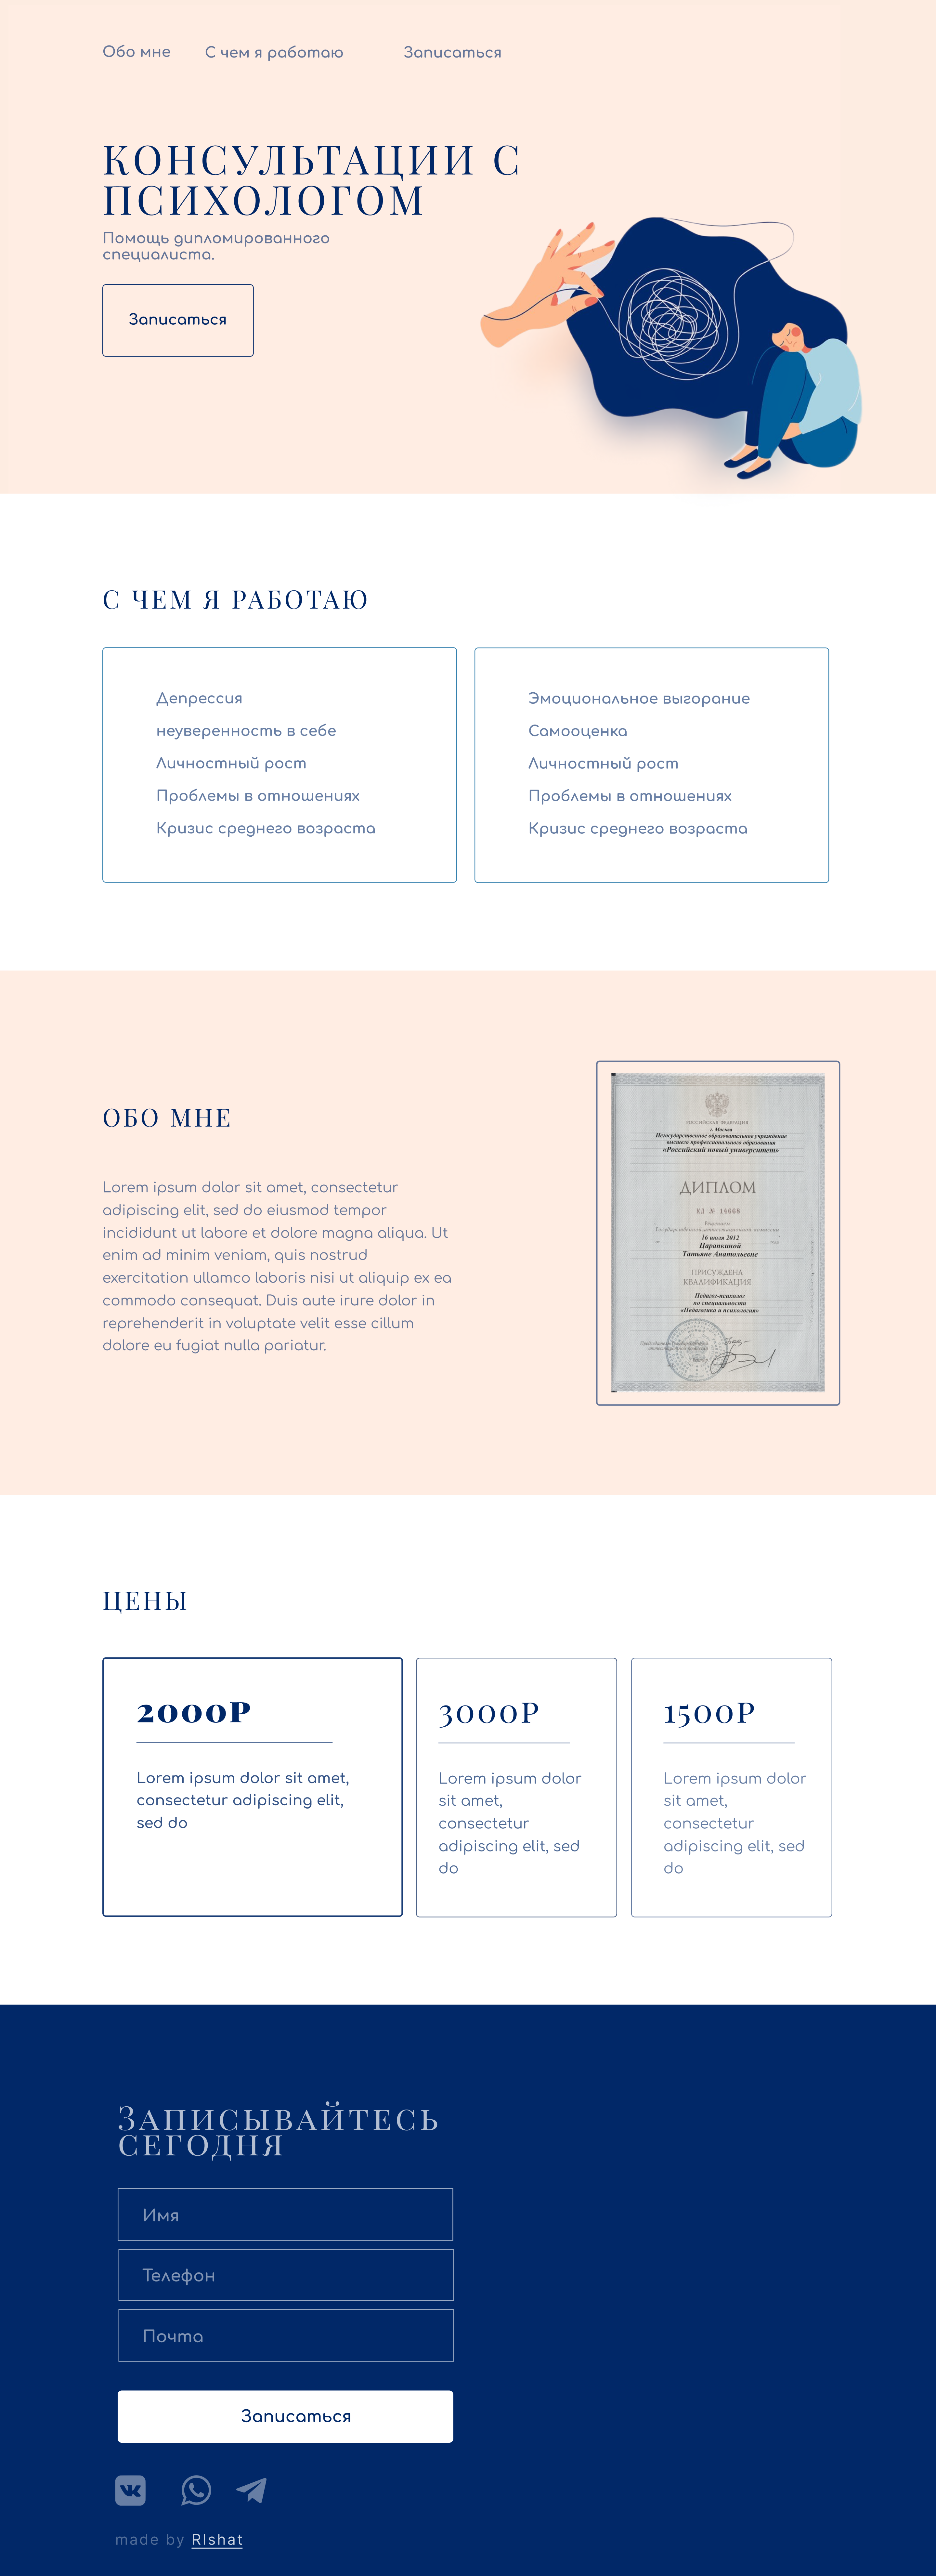 Обо мне
С чем я работаю
Записаться
КОНСУЛЬТАЦИИ С
ПСИХОЛОГОМ
Помощь дипломированного
специалиста.
Записаться
С ЧЕМ Я РАБОТАЮ
Депрессия
неуверенность в себе
Личностный рост
Проблемы в отношениях
Кризис среднего возраста
Эмоциональное выгорание
Самооценка
Личностный рост
Проблемы в отношениях
Кризис среднего возраста
ОБО МНЕ
Lorem ipsum dolor sit amet, consectetur
adipiscing elit, sed do eiusmod tempor
incididunt ut labore et dolore magna aliqua. Ut
enim ad minim veniam, quis nostrud
exercitation ullamco laboris nisi ut aliquip ex ea
commodo consequat. Duis aute irure dolor in
reprehenderit in voluptate velit esse cillum
dolore eu fugiat nulla pariatur.
РОССИЙСКАЯ ФЕДЕРАЦИЯ
г. Москва
Негосударственное образовательное учреждение
высшего профессионального образования
«Российский новый университет»
ДИПЛОМ
КД № 14668
Решением
Государственной аттестационной комиссии
16 июля 2012
Царапкиной
Татьяне Анатольевне
ПРИСУЖДЕНА
КВАЛИФИКАЦИЯ
Педагог-психолог
по специальности
«Педагогика и психология»
ЦЕНЫ
2000Р
Lorem ipsum dolor sit amet,
consectetur adipiscing elit,
sed do
3000Р
Lorem ipsum dolor
sit amet,
consectetur
adipiscing elit, sed
do
1500Р
Lorem ipsum dolor
sit amet,
consectetur
adipiscing elit, sed
do
Записывайтесь
сегодня
Имя
Телефон
Почта
Записаться
made by RIshat